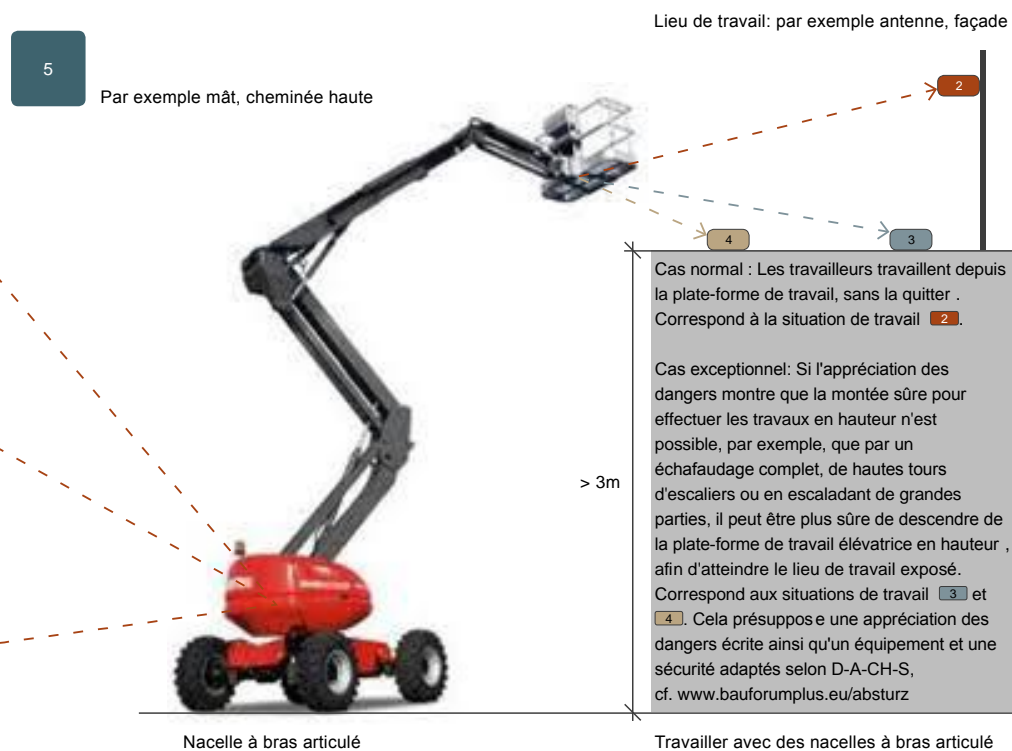 Lieu de travail: par exemple antenne, façade
5
Par exemple mât, cheminée haute
2
4
3
Cas normal : Les travailleurs travaillent depuis
la plate-forme de travail, sans la quitter .
Correspond à la situation de travail 2.
Cas exceptionnel: Si l'appréciation des
dangers montre que la montée sûre pour
effectuer les travaux en hauteur n'est
possible, par exemple, que par un
échafaudage complet, de hautes tours
d'escaliers ou en escaladant de grandes
parties, il peut être plus sûre de descendre de
la plate-forme de travail élévatrice en hauteur ,
afin d'atteindre le lieu de travail exposé.
Correspond aux situations de travail 3 et
4. Cela présuppose une appréciation des
dangers écrite ainsi qu'un équipement et une
sécurité adaptés selon D-A-CH-S,
cf. www.bauforumplus.eu/absturz
> 3m
Nacelle à bras articulé
Travailler avec des nacelles à bras articulé